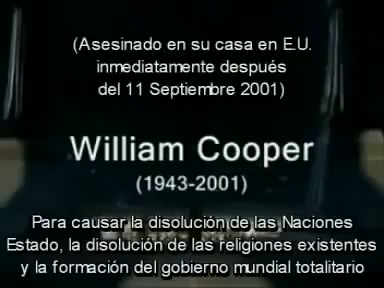 (Asesinado en su casa en E.U.
inmediatamente después
del 11 Septiembre 2001)
William Cooper
(1943-2001)
Para causar la disolución de las Naciones
Estado, la disolución de las religiones existentes
y la formación del gobierno mundial totalitario